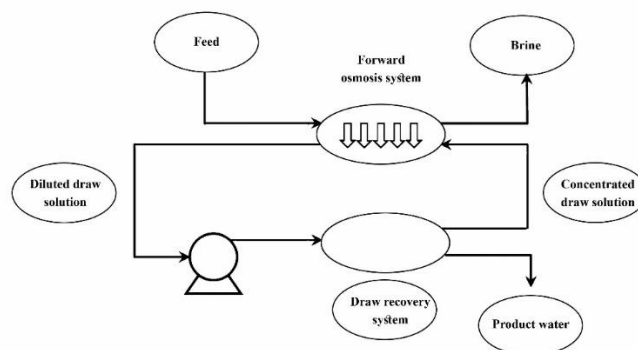 Feed
Forward
osmosis system
Brine
Diluted draw
solution
Concentrated
draw solution
Draw recovery
system
Product water